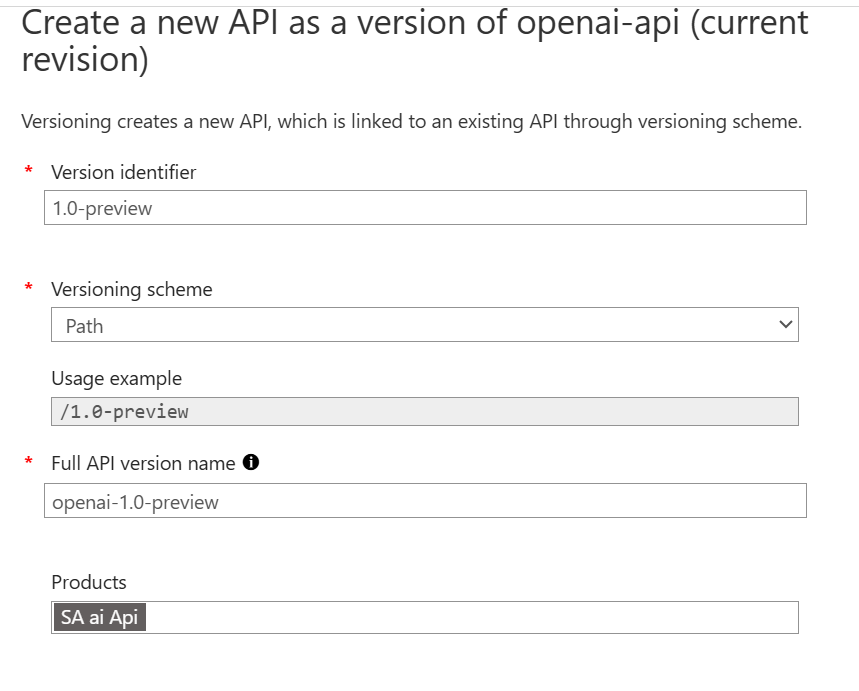 Create a new API as a version of openai-api (current
revision)
Versioning creates a new API, which is linked to an existing API through versioning scheme.
* Version identifier
1.0-preview
* Versioning scheme
Path
Usage example
/1.0-preview
* Full API version name
openai-1.0-preview
Products
SA ai Api